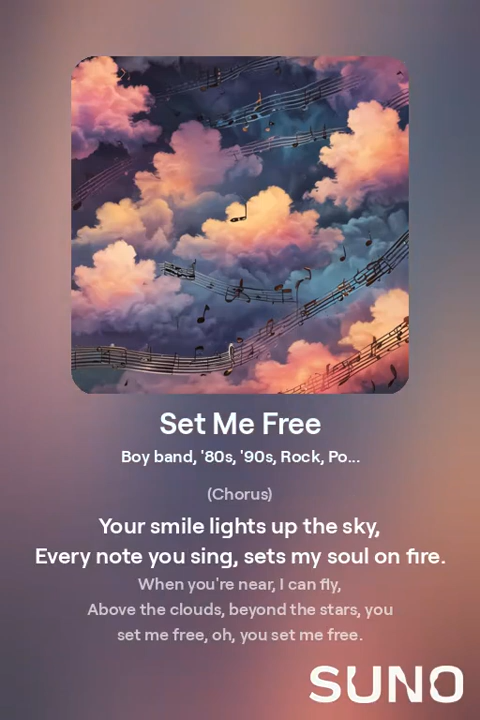 Set Me Free
Boy band, '80s, '90s, Rock, Po...
(Chorus)
Your smile lights up the sky,
Every note you sing, sets my soul on fire.
When you're near, I can fly,
Above the clouds, beyond the stars, you
set me free, oh, you set me free.
SUNO